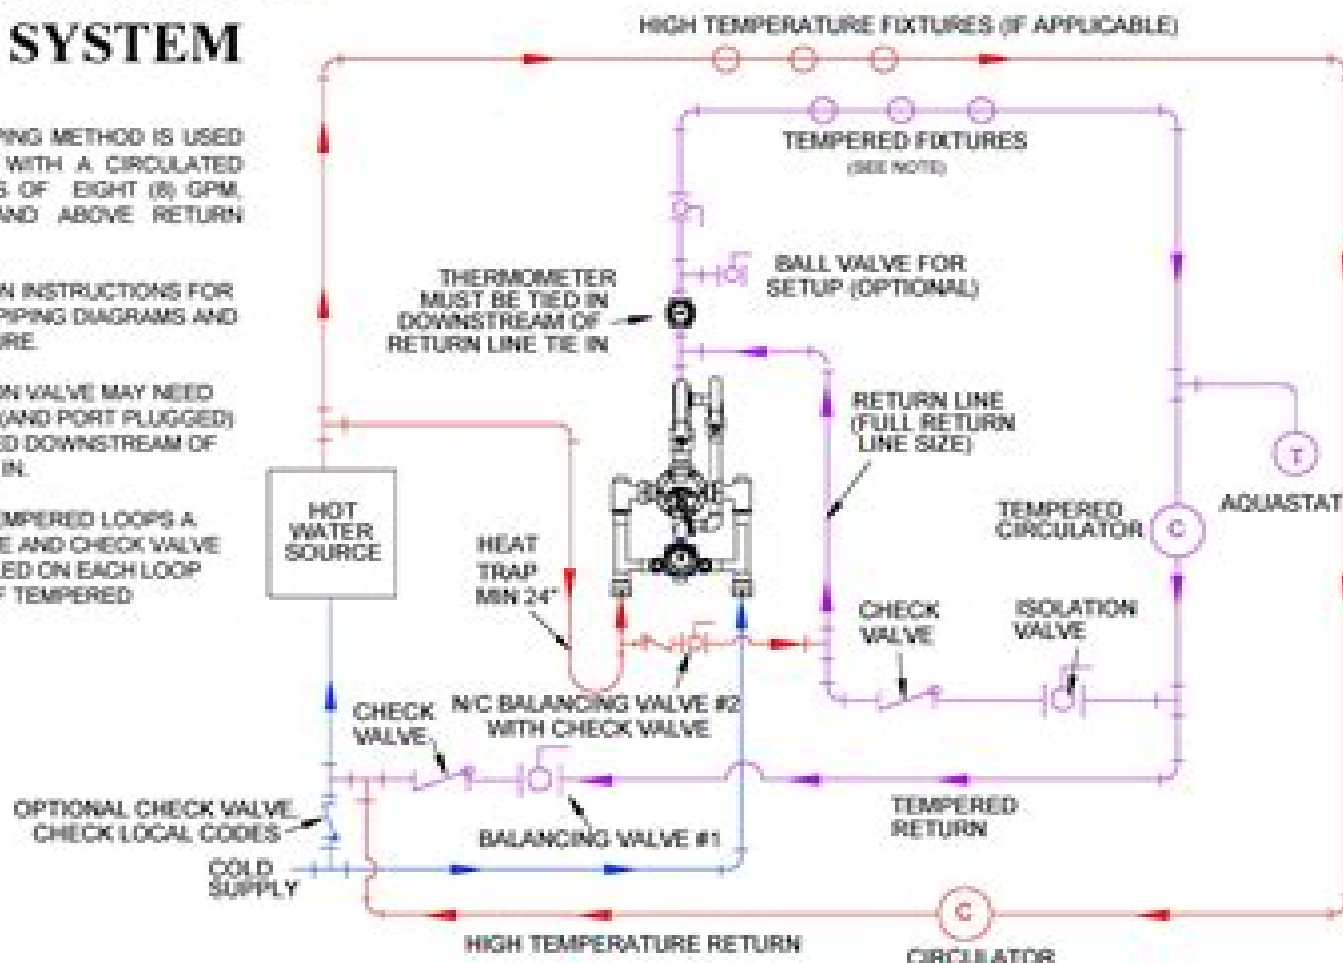 SYSTEM
PING METHOD IS USED
WITH A CIRCULATED
S OF EIGHT (8) GPM,
AND ABOVE RETURN
N INSTRUCTIONS FOR
PIPING DIAGRAMS AND
URE.
ON VALVE MAY NEED
(AND PORT PLUGGED)
ED DOWNSTREAM OF
IN.
EMPERED LOOPS A
E AND CHECK VALVE
LED ON EACH LOOP
F TEMPERED
HIGH TEMPERATURE FIXTURES (IF APPLICABLE)
TEMPERED FIXTURES
(SEE NOTE)
THERMOMETER
MUST BE TIED IN
DOWNSTREAM OF
RETURN LINE TIE IN
BALL VALVE FOR
SETUP (OPTIONAL)
RETURN LINE
(FULL RETURN
LINE SIZE)
T
AQUASTAT
HOT
WATER
SOURCE
HEAT
TRAP
MIN 24"
TEMPERED
CIRCULATOR
C
CHECK
VALVE
ISOLATION
VALVE
N/C BALANCING VALVE #2
WITH CHECK VALVE
CHECK
VALVE
OPTIONAL CHECK VALVE.
CHECK LOCAL CODES
BALANCING VALVE #1
TEMPERED
RETURN
COLD
SUPPLY
HIGH TEMPERATURE RETURN
C
CIRCULATOR